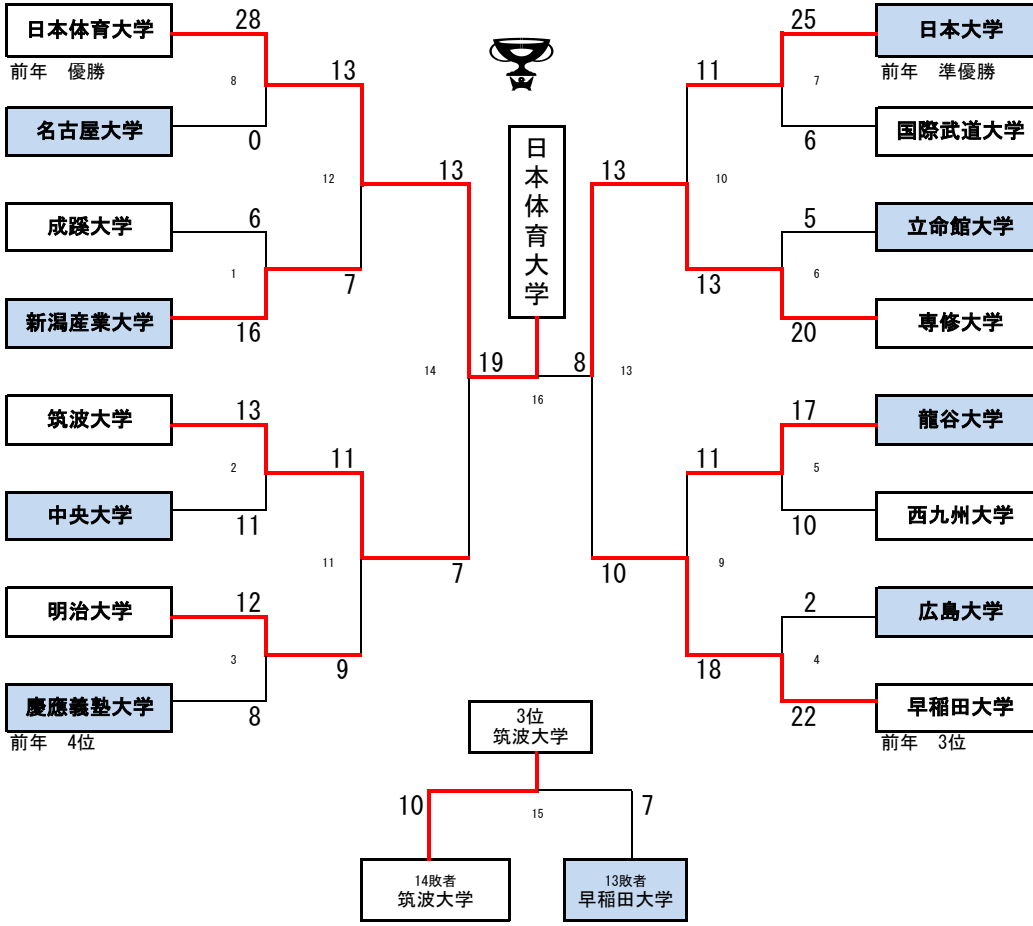 28
日本体育大学
前年 優勝
8
13
名古屋大学
0
12
13
成蹊大学
6
1
7
新潟産業大学
16
14
19
筑波大学
13
2
11
中央大学
11
11
7
明治大学
12
3
9
慶應義塾大学
8
前年 4位
日本体育大学
16
25
日本大学
前年 準優勝
11
7
国際武道大学
6
13
10
5
立命館大学
6
13
専修大学
20
8
13
17
龍谷大学
11
5
西九州大学
10
9
10
2
広島大学
4
18
早稲田大学
22
前年 3位
3位
筑波大学
10
15
7
14敗者
筑波大学
13敗者
早稲田大学